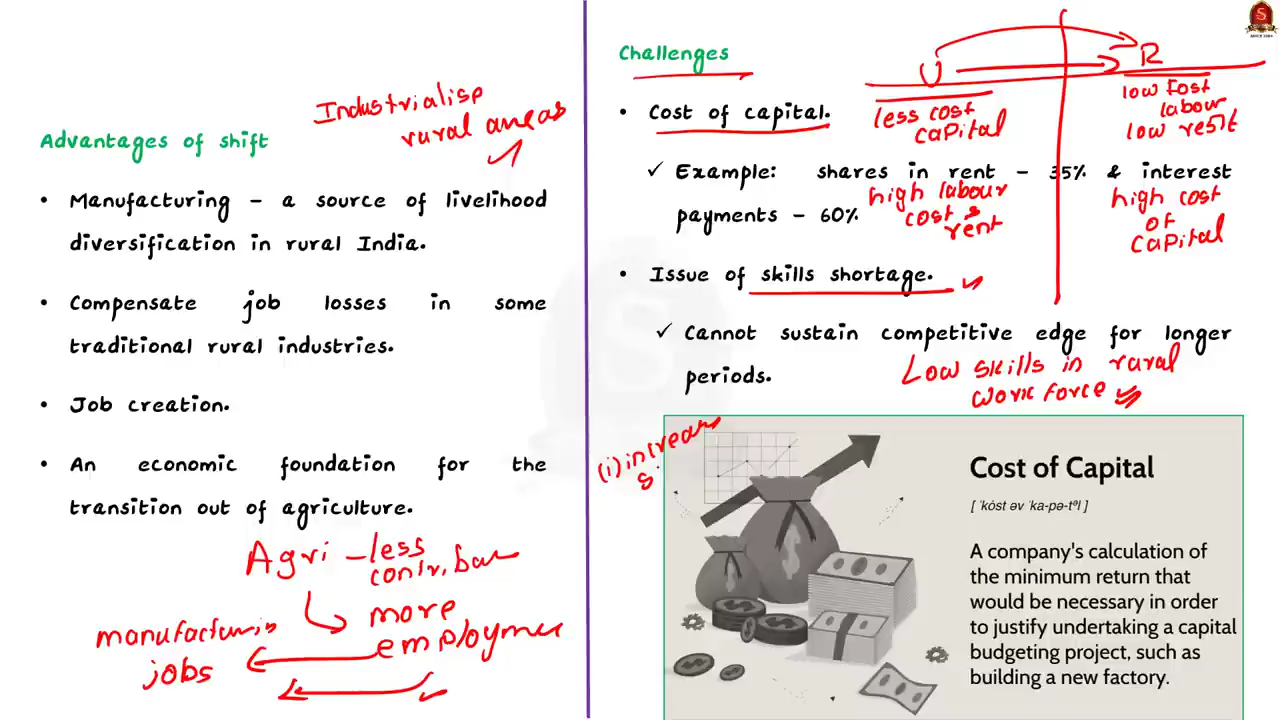 Industrialise
rural areas
Advantages of shift
• Manufacturing – a source of livelihood
diversification in rural India.
• Compensate job losses in some
traditional rural industries.
• Job creation.
• An economic foundation for the
transition out of agriculture.
Agri – less
more
employmen
manufacturin
jobs
Challenges
U R
less cost
capital
low cost
labour
low rent
• Cost of capital.
✓ Example: shares in rent – 35% & interest
payments – 60%.
high labour
cost &
rent
high cost
of
capital
• Issue of skills shortage.
✓ Cannot sustain competitive edge for longer
periods.
Low skills in rural
work force
(i) increas
s
Cost of Capital
[ ˈkòst əv ˈka-pə-tᵊl ]
A company's calculation of
the minimum return that
would be necessary in order
to justify undertaking a capital
budgeting project, such as
building a new factory.